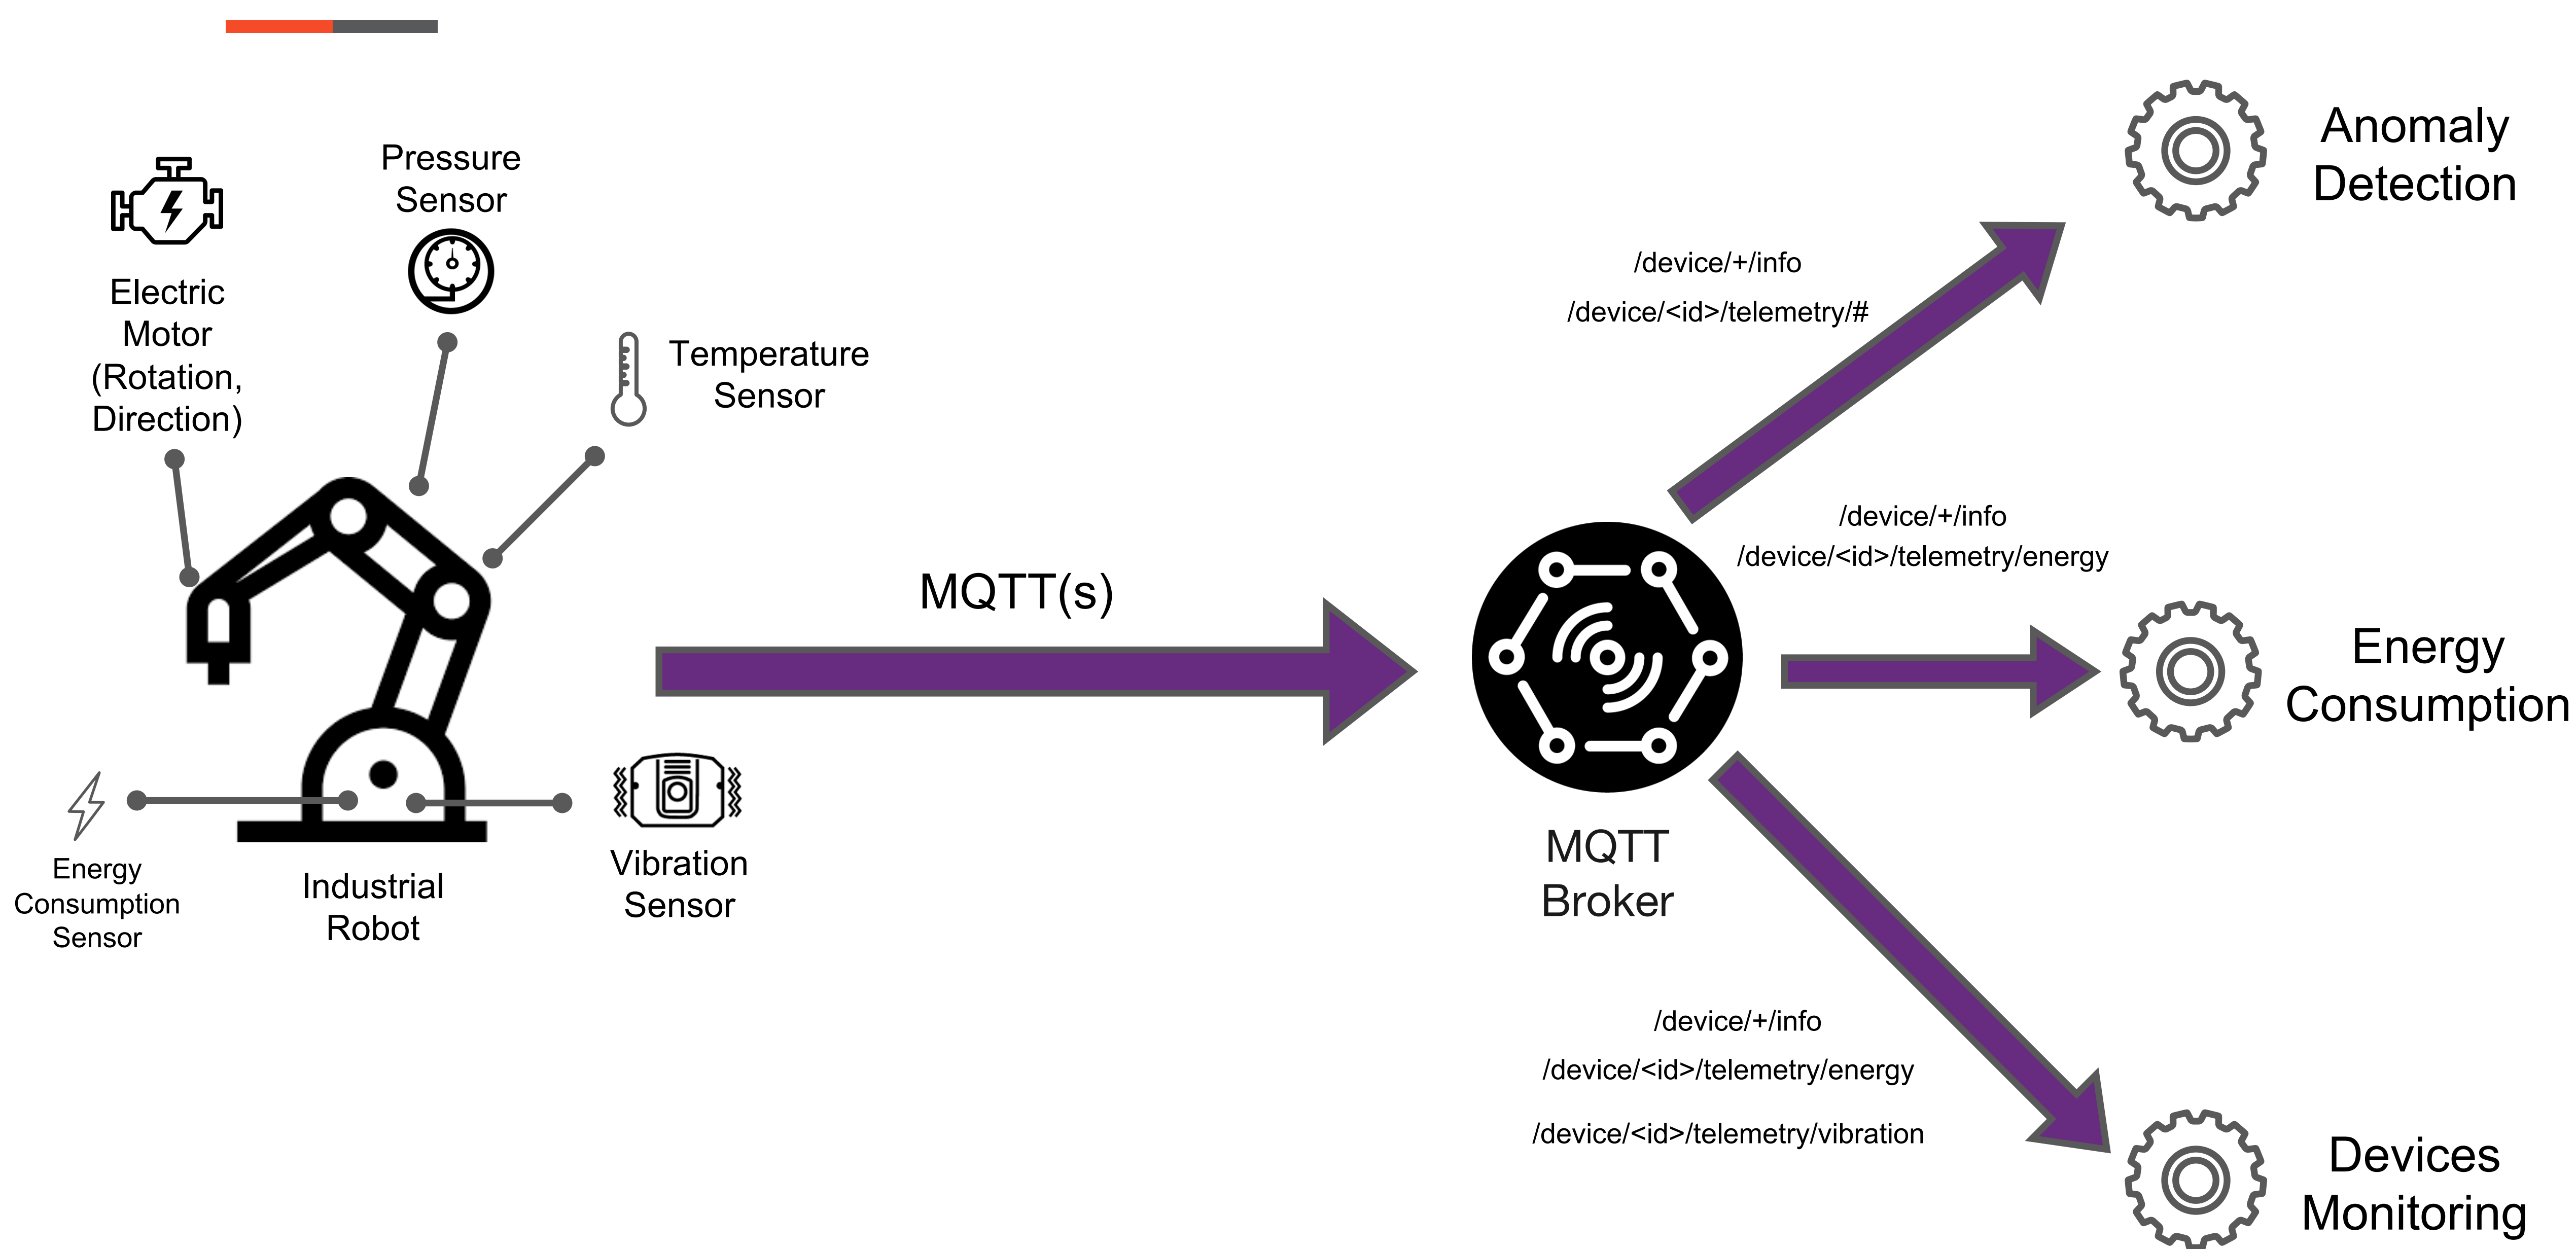 Pressure
Sensor
Electric
Motor
(Rotation,
Direction)
Temperature
Sensor
Energy
Consumption
Sensor
Industrial
Robot
Vibration
Sensor
MQTT(s)
MQTT
Broker
/device/+/info
/device/<id>/telemetry/#
Anomaly
Detection
/device/+/info
/device/<id>/telemetry/energy
Energy
Consumption
/device/+/info
/device/<id>/telemetry/energy
/device/<id>/telemetry/vibration
Devices
Monitoring